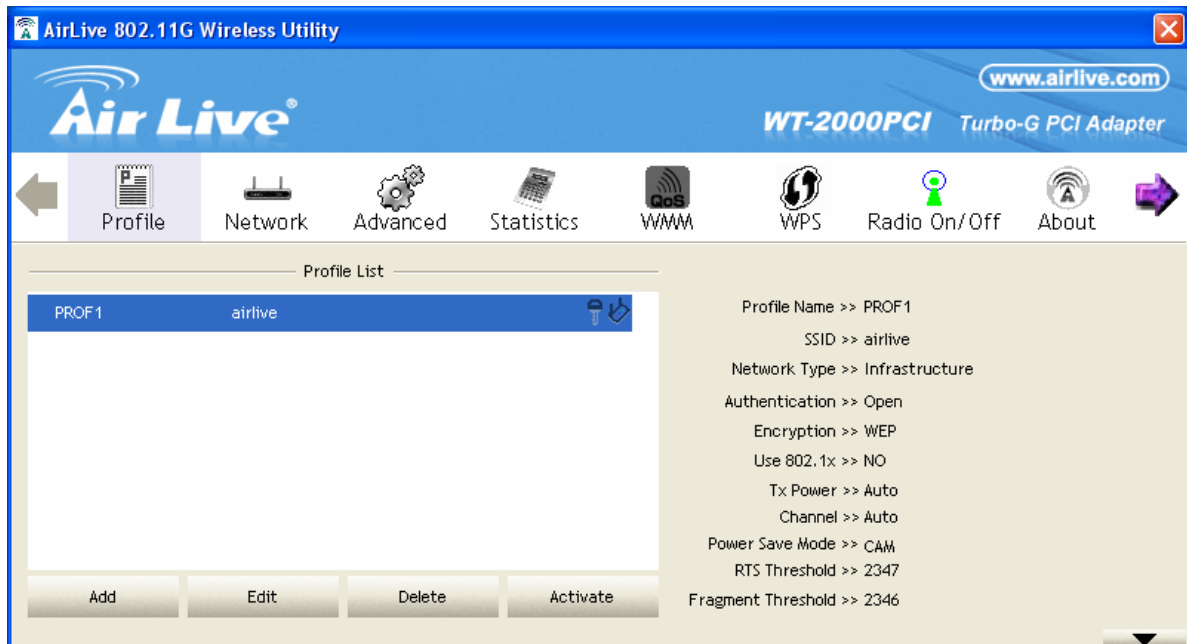 AirLive 802.11G Wireless Utility
www.airlive.com
Air Live®
WT-2000PCI Turbo-G PCI Adapter
Profile Network Advanced Statistics QoS WMM WPS Radio On/Off About
Profile List
PROF1 airlive
Profile Name >> PROF1
SSID >> airlive
Network Type >> Infrastructure
Authentication >> Open
Encryption >> WEP
Use 802.1x >> NO
Tx Power >> Auto
Channel >> Auto
Power Save Mode >> CAM
RTS Threshold >> 2347
Fragment Threshold >> 2346
Add Edit Delete Activate